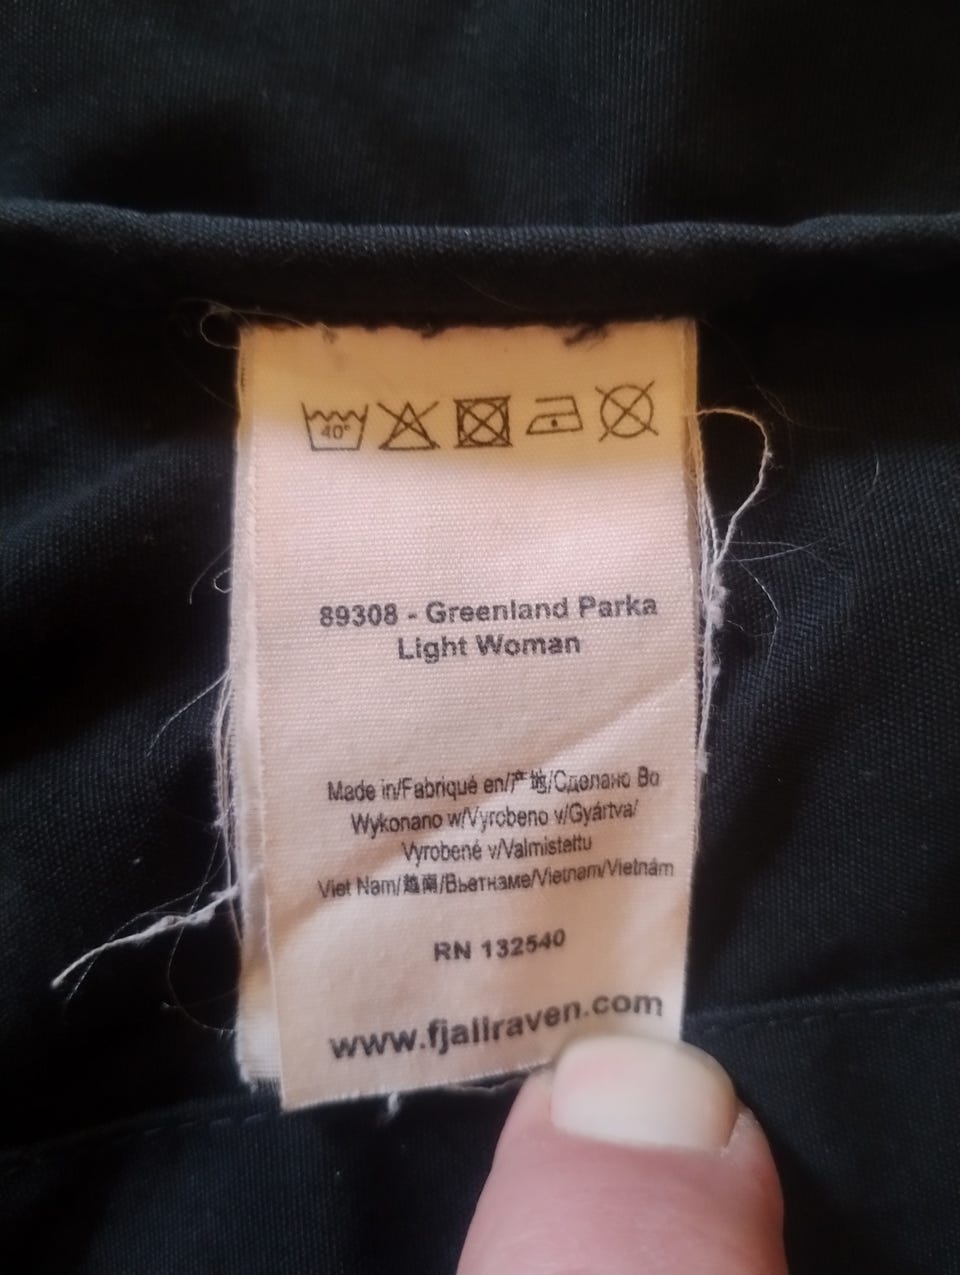 40°
89308 - Greenland Parka
Light Woman
Made in/Fabriqué en/产地/Сделано Во
Wykonano w/Vyrobeno v/Gyártva/
Vyrobené v/Valmistettu
Viet Nam/越南/Вьетнаме/Vietnam/Vietnám
RN 132540
www.fjallraven.com